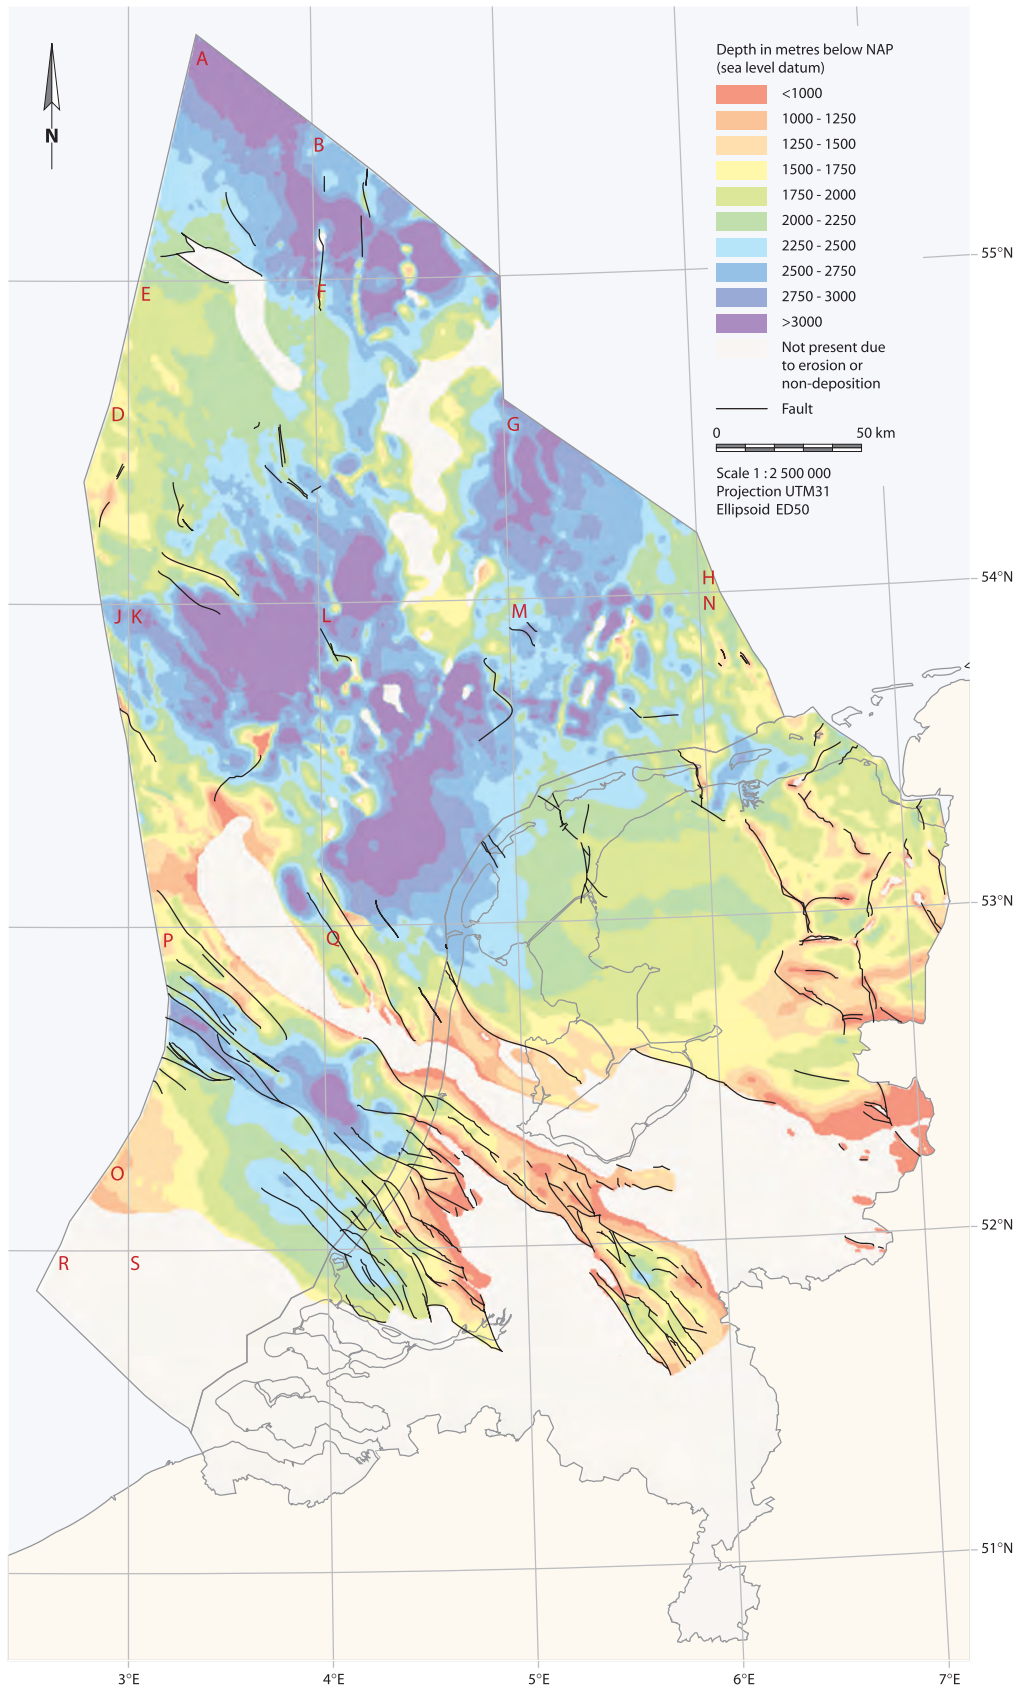 N
Depth in metres below NAP
(sea level datum)
<1000
1000 - 1250
1250 - 1500
1500 - 1750
1750 - 2000
2000 - 2250
2250 - 2500
2500 - 2750
2750 - 3000
>3000
Not present due
to erosion or
non-deposition
Fault
0 50 km
Scale 1 : 2 500 000
Projection UTM31
Ellipsoid ED50
A
B
55°N
E
F
D
G
54°N
H
J K L M N
53°N
P Q
52°N
O
R S
51°N
3°E 4°E 5°E 6°E 7°E